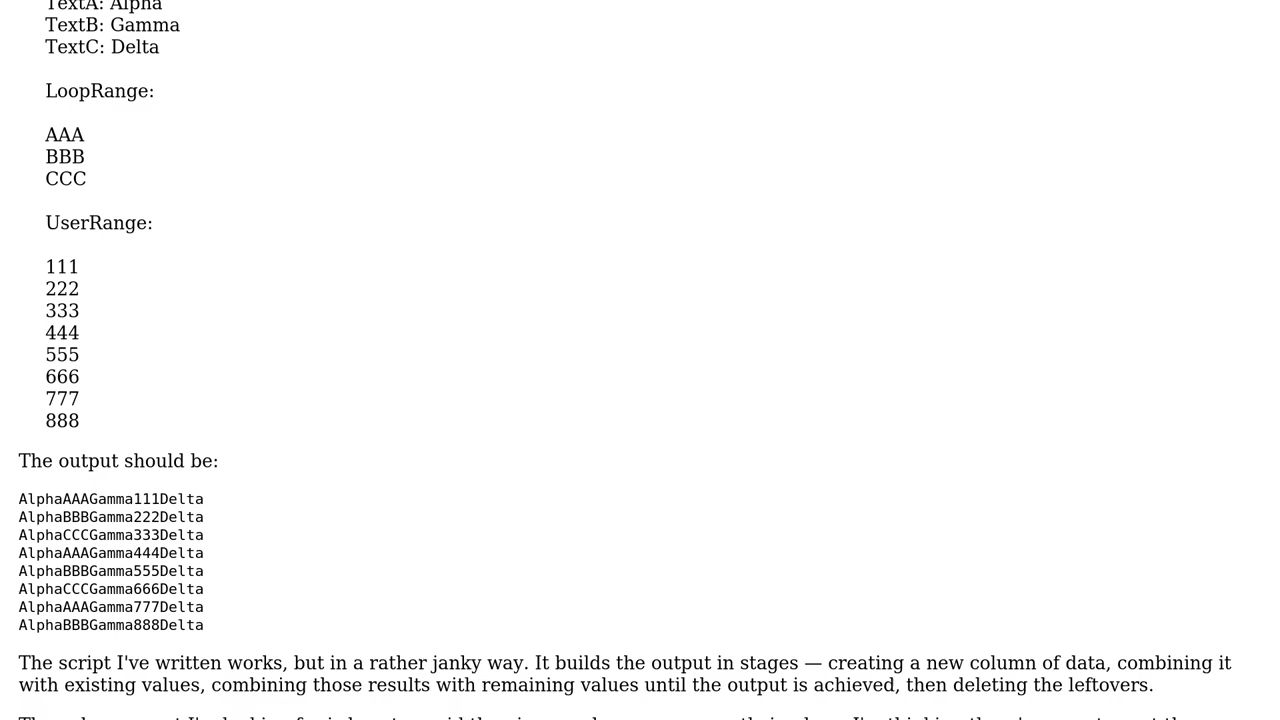 TextA: Alpha
TextB: Gamma
TextC: Delta
LoopRange:
AAA
BBB
CCC
UserRange:
111
222
333
444
555
666
777
888
The output should be:
AlphaAAAGamma111Delta
AlphaBBBGamma222Delta
AlphaCCCGamma333Delta
AlphaAAAGamma444Delta
AlphaBBBGamma555Delta
AlphaCCCGamma666Delta
AlphaAAAGamma777Delta
AlphaBBBGamma888Delta
The script I've written works, but in a rather janky way. It builds the output in stages — creating a new column of data, combining it
with existing values, combining those results with remaining values until the output is achieved, then deleting the leftovers.